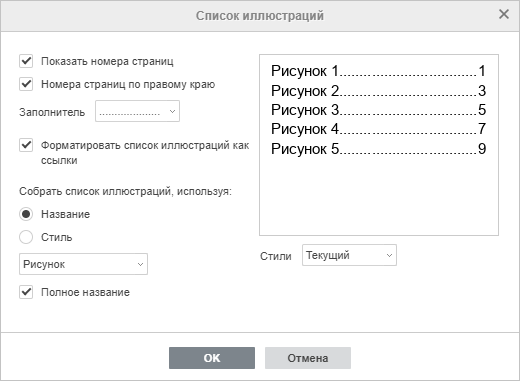 Список иллюстраций
Показать номера страниц
Номера страниц по правому краю
Заполнитель ....................
Форматировать список иллюстраций как
ссылки
Собрать список иллюстраций, используя:
Название
Стиль
Рисунок
Полное название
Рисунок 1.................................1
Рисунок 2.................................3
Рисунок 3.................................5
Рисунок 4.................................7
Рисунок 5.................................9
Стили Текущий
OK Отмена